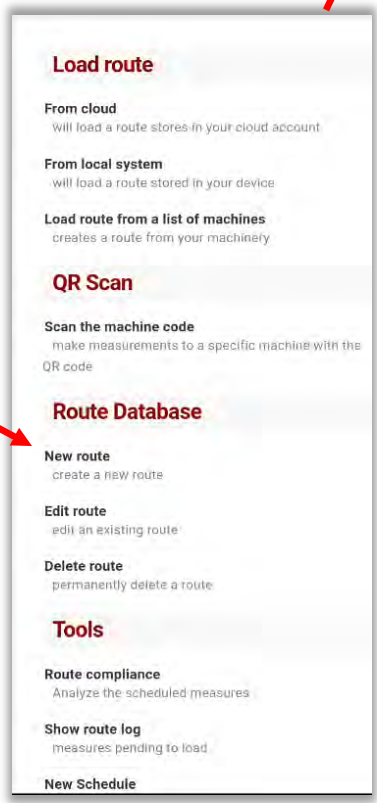 Load route
From cloud
will load a route stores in your cloud account
From local system
will load a route stored in your device
Load route from a list of machines
creates a route from your machinery
QR Scan
Scan the machine code
make measurements to a specific machine with the
QR code
Route Database
New route
create a new route
Edit route
edit an existing route
Delete route
permanently delete a route
Tools
Route compliance
Analyze the scheduled measures
Show route log
measures pending to load
New Schedule